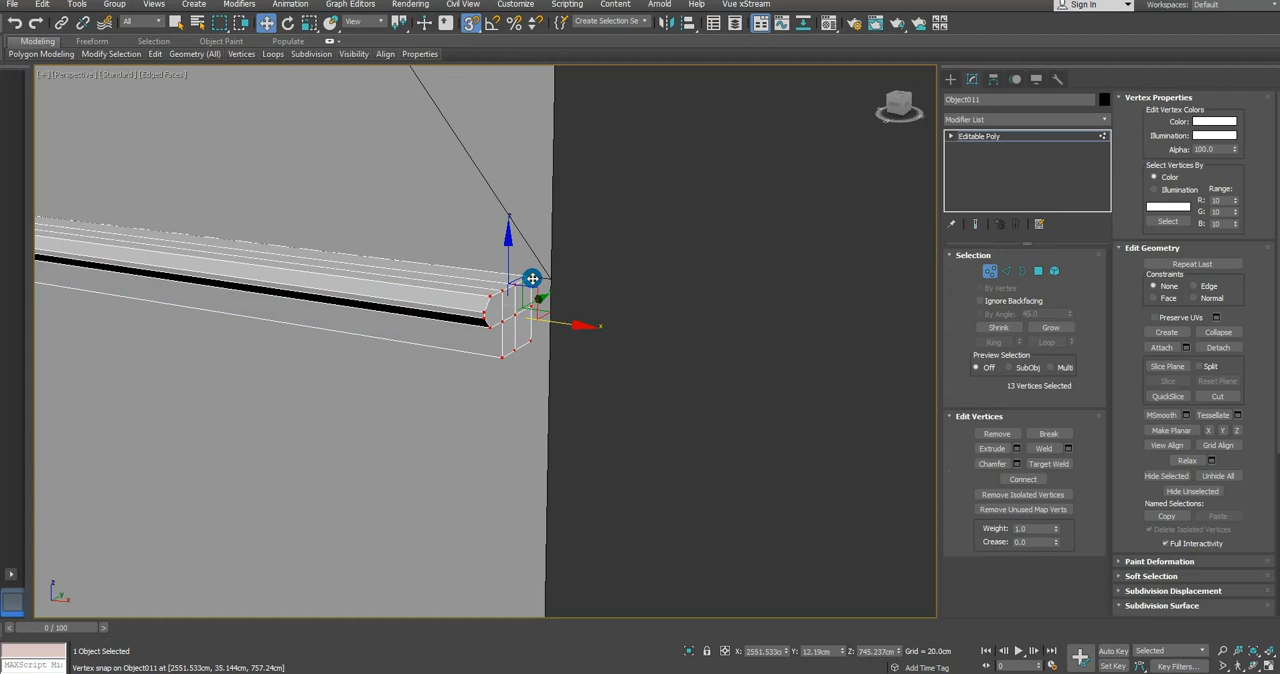 File Edit Tools Group Views Create Modifiers Animation Graph Editors Rendering Civil View Customize Scripting Content Arnold Help Vue xStream Sign In Workspaces: Default
All View Create Selection Se
Modeling Freeform Selection Object Paint Populate
Polygon Modeling Modify Selection Edit Geometry (All) Vertices Loops Subdivision Visibility Align Properties
[+] [Perspective] [Standard] [Edged Faces]
z
x
z
y
x
0 / 100
1 Object Selected
MAXScript Mi
Vertex snap on Object011 at [2551.533cm, 35.144cm, 757.24cm]
X: 2551.533c Y: 12.19cm Z: 745.237cm Grid = 20.0cm
Add Time Tag
Auto Key Selected
0 Set Key Key Filters...
Object011
Modifier List
Editable Poly
Selection
By Vertex
Ignore Backfacing
By Angle: 45.0
Shrink Grow
Ring Loop
Preview Selection
Off SubObj Multi
13 Vertices Selected
Edit Vertices
Remove Break
Extrude Weld
Chamfer Target Weld
Connect
Remove Isolated Vertices
Remove Unused Map Verts
Weight: 1.0
Crease: 0.0
Vertex Properties
Edit Vertex Colors
Color:
Illumination:
Alpha: 100.0
Select Vertices By
Color
Illumination Range:
R: 10
G: 10
Select B: 10
Edit Geometry
Repeat Last
Constraints
None Edge
Face Normal
Preserve UVs
Create Collapse
Attach Detach
Slice Plane Split
Slice Reset Plane
QuickSlice Cut
MSmooth Tessellate
Make Planar X Y Z
View Align Grid Align
Relax
Hide Selected Unhide All
Hide Unselected
Named Selections:
Copy Paste
Delete Isolated Vertices
Full Interactivity
Paint Deformation
Soft Selection
Subdivision Displacement
Subdivision Surface